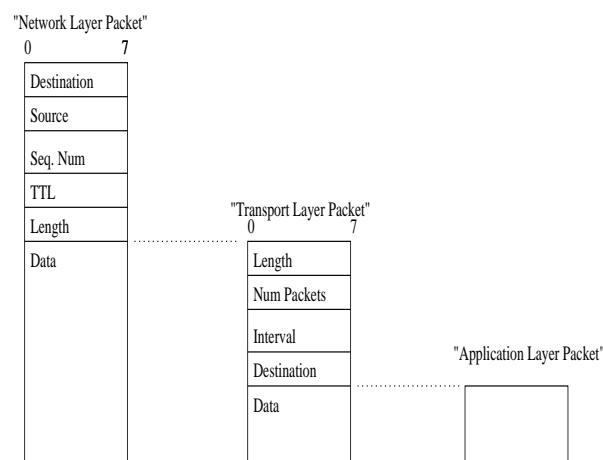 "Network Layer Packet"
0 7
Destination
Source
Seq. Num
TTL
Length
Data
"Transport Layer Packet"
0 7
Length
Num Packets
Interval
Destination
Data
"Application Layer Packet"